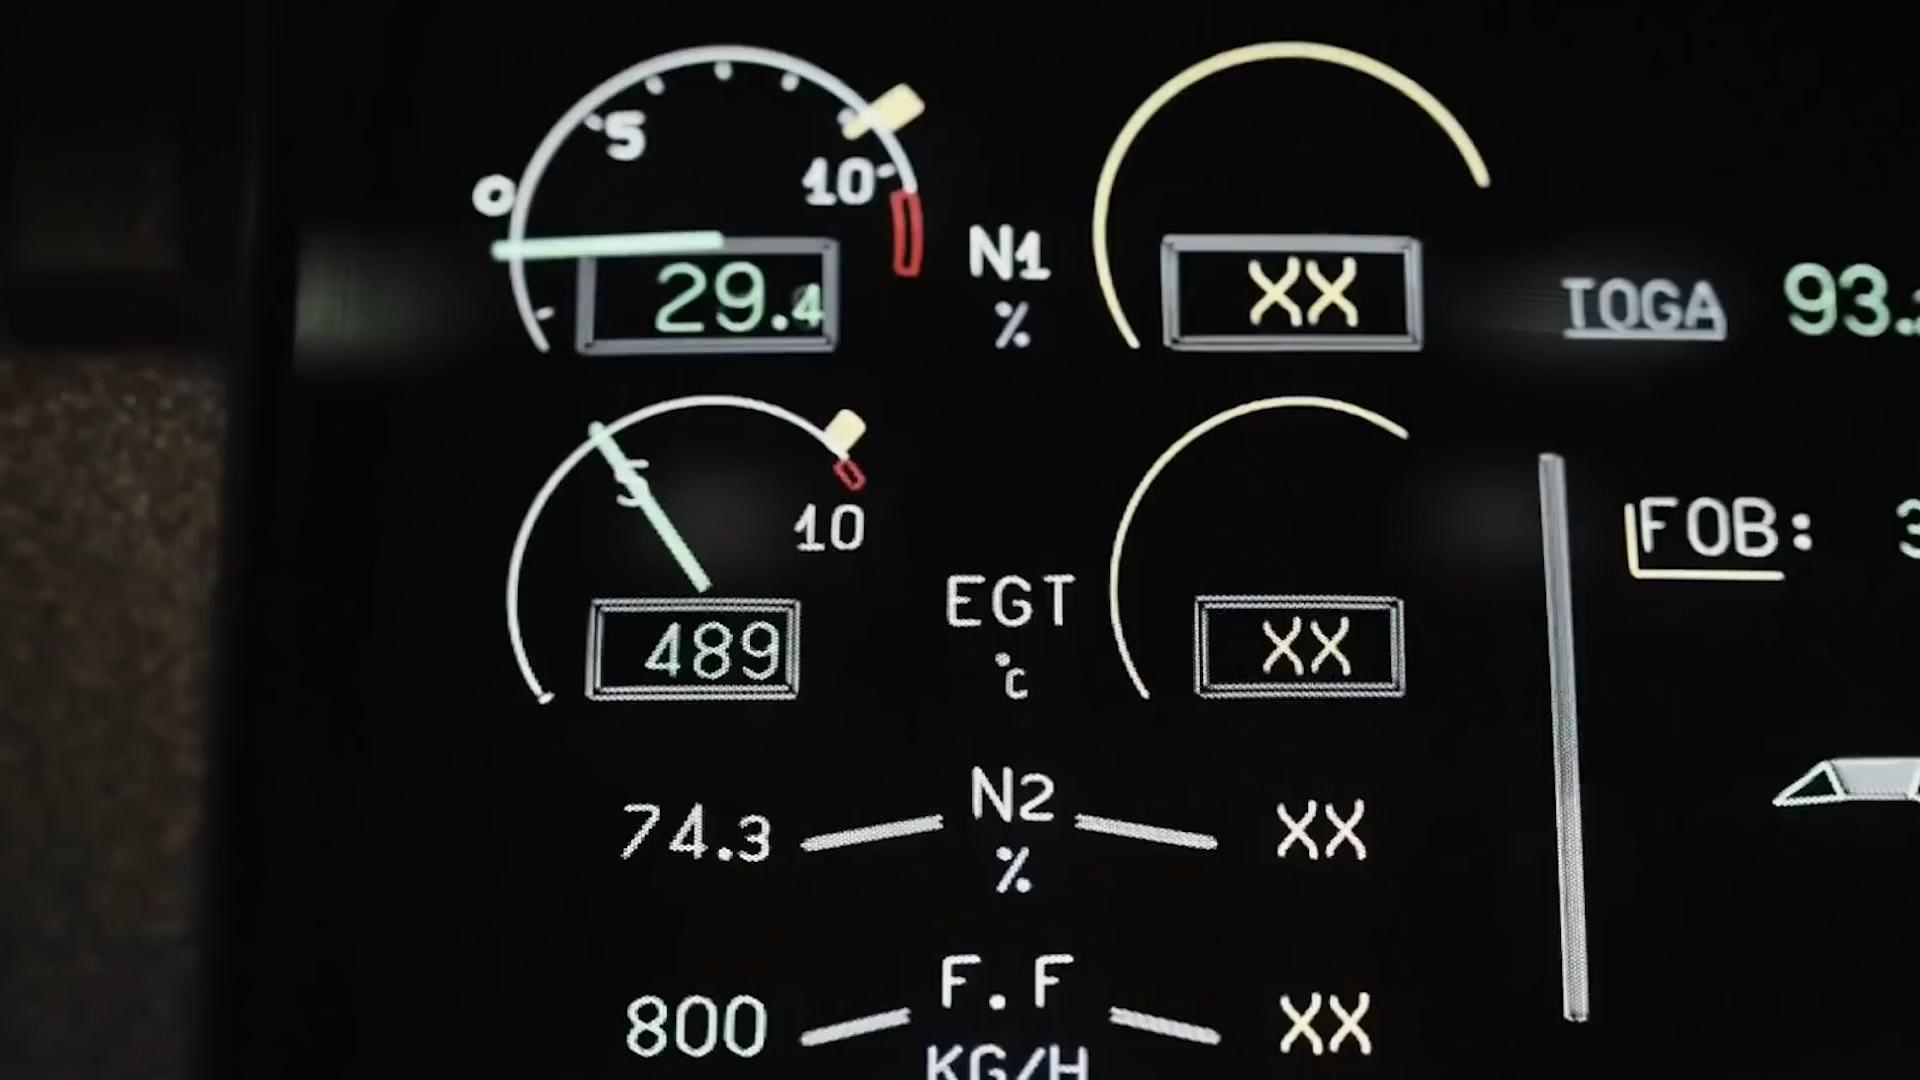 5
0
10
N1
29.4
XX
%
TOGA 93.
5
10
FOB: 3
EGT
489
XX
°C
N2
74.3
XX
%
F.F
800
XX
KG/H